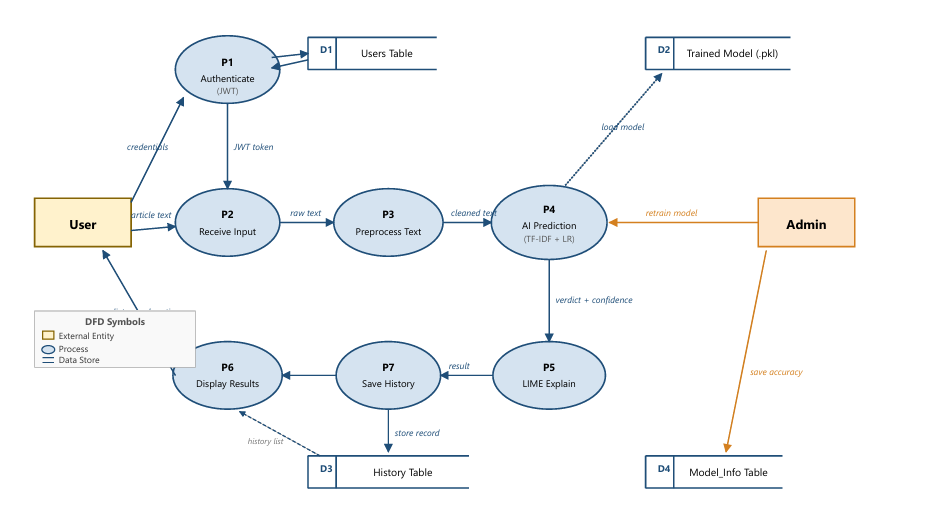 P1
Authenticate
(JWT)
D1
Users Table
D2
Trained Model (.pkl)
credentials
JWT token
load model
User
article text
P2
Receive Input
raw text
P3
Preprocess Text
cleaned text
P4
AI Prediction
(TF-IDF + LR)
retrain model
Admin
verdict + confidence
DFD Symbols
External Entity
Process
Data Store
P6
Display Results
P7
Save History
result
P5
LIME Explain
save accuracy
history list
store record
D3
History Table
D4
Model_Info Table